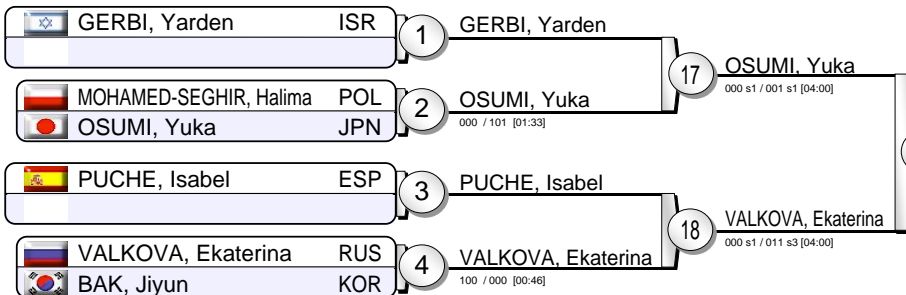 GERBI, Yarden ISR
1
GERBI, Yarden
MOHAMED-SEGHIR, Halima POL
OSUMI, Yuka JPN
2
OSUMI, Yuka
000 / 101 [01:33]
17
OSUMI, Yuka
000 s1 / 001 s1 [04:00]
PUCHE, Isabel ESP
3
PUCHE, Isabel
VALKOVA, Ekaterina RUS
BAK, Jiyun KOR
4
VALKOVA, Ekaterina
100 / 000 [00:46]
18
VALKOVA, Ekaterina
000 s1 / 011 s3 [04:00]